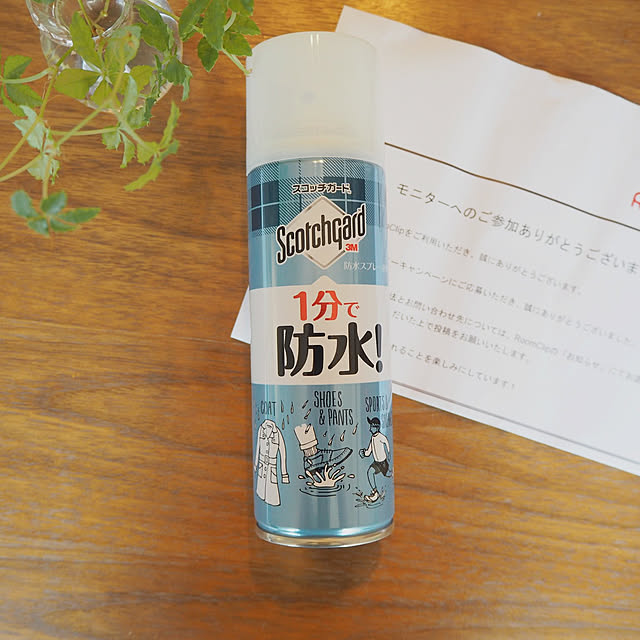 スコッチガード
Scotchgard
3M
防水スプレー
1分で
防水!
COAT
SHOES
& PANTS
SPORTS
モニターへのご参加ありがとうございま
Clipをご利用いただき、誠にありがとうございます。
ーキャンペーンにご応募いただき、誠にありがとうございました
法とお問い合わせ先については、RoomClipの「お知らせ」にて
だいた上で投稿をお願いいたします。
れることを楽しみにしています!